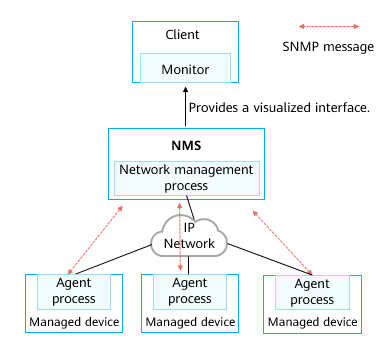 Client
Monitor
SNMP message
Provides a visualized interface.
NMS
Network management
process
IP
Network
Agent
process
Managed device
Agent
process
Managed device
Agent
process
Managed device